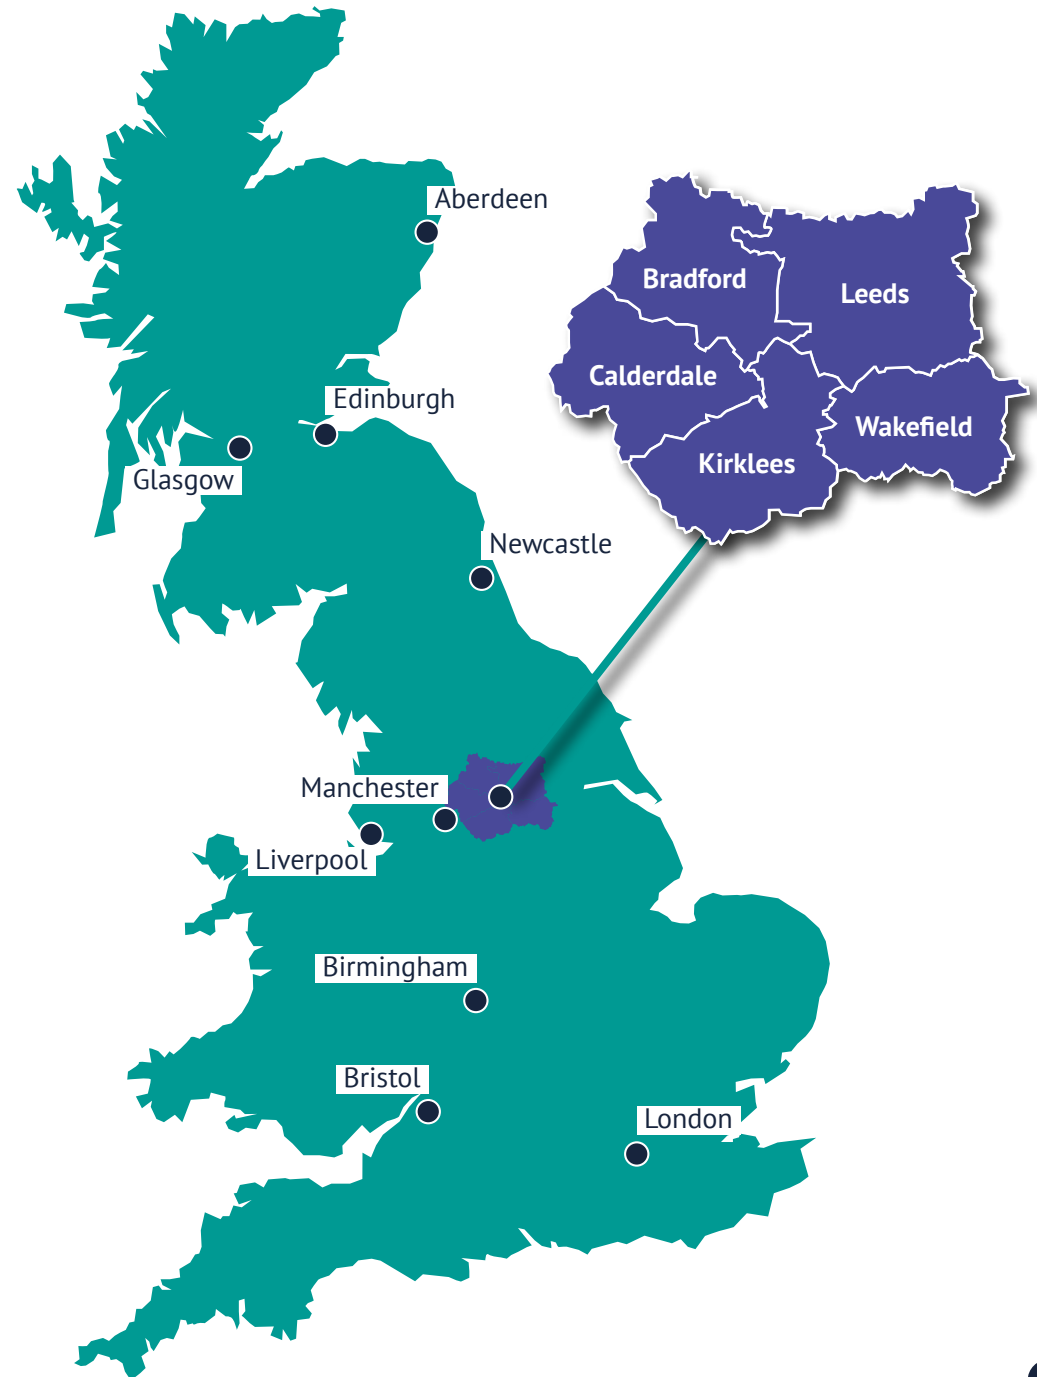 Aberdeen
Bradford
Leeds
Calderdale
Edinburgh
Wakefield
Kirklees
Glasgow
Newcastle
Manchester
Liverpool
Birmingham
Bristol
London